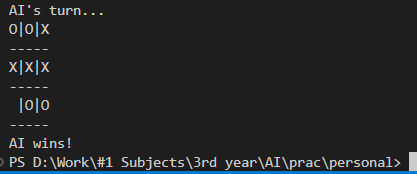 AI's turn...
O|O|X
-----
X|X|X
-----
 |O|O
-----
AI wins!
PS D:\Work\#1 Subjects\3rd year\AI\prac\personal>